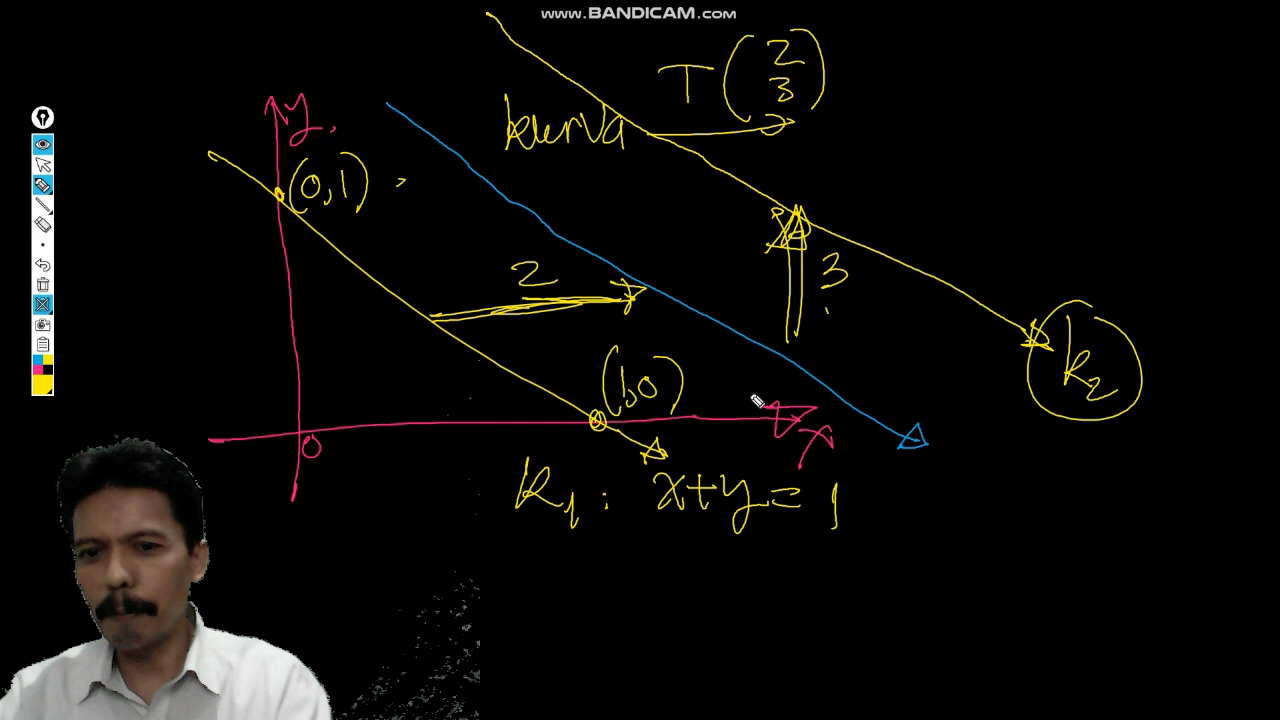 www.BANDICAM.com
T (2
3)
kurva
y
(0,1)
2
3
(1,0)
k2
0
x
K1 : x+y=1